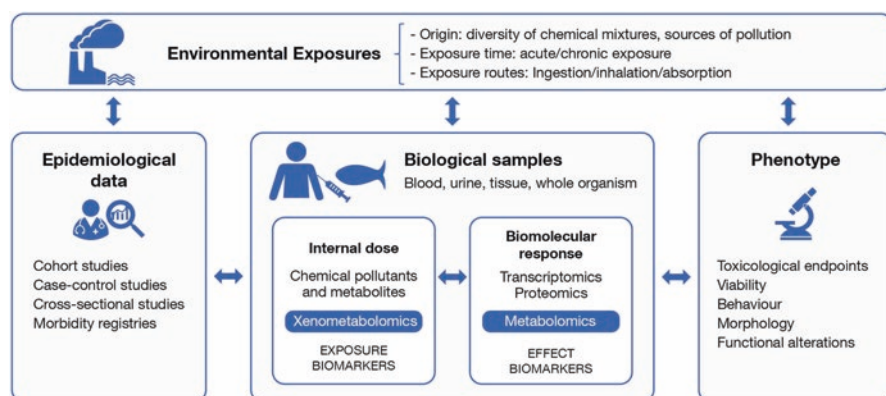 Environmental Exposures
- Origin: diversity of chemical mixtures, sources of pollution
- Exposure time: acute/chronic exposure
- Exposure routes: Ingestion/inhalation/absorption
Epidemiological
data
Cohort studies
Case-control studies
Cross-sectional studies
Morbidity registries
Biological samples
Blood, urine, tissue, whole organism
Internal dose
Chemical pollutants
and metabolites
Xenometabolomics
EXPOSURE
BIOMARKERS
Biomolecular
response
Transcriptomics
Proteomics
Metabolomics
EFFECT
BIOMARKERS
Phenotype
Toxicological endpoints
Viability
Behaviour
Morphology
Functional alterations